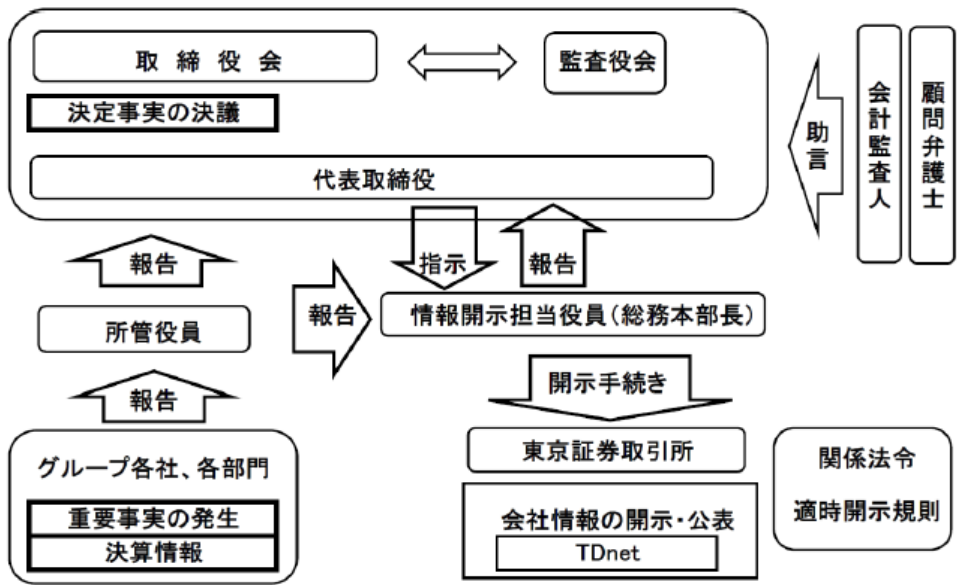 取 締 役 会
監査役会
決定事実の決議
代表取締役
助言
会計監査人
顧問弁護士
報告
指示
報告
所管役員
報告
情報開示担当役員（総務本部長）
報告
開示手続き
グループ各社、各部門
重要事実の発生
決算情報
東京証券取引所
会社情報の開示・公表
TDnet
関係法令
適時開示規則